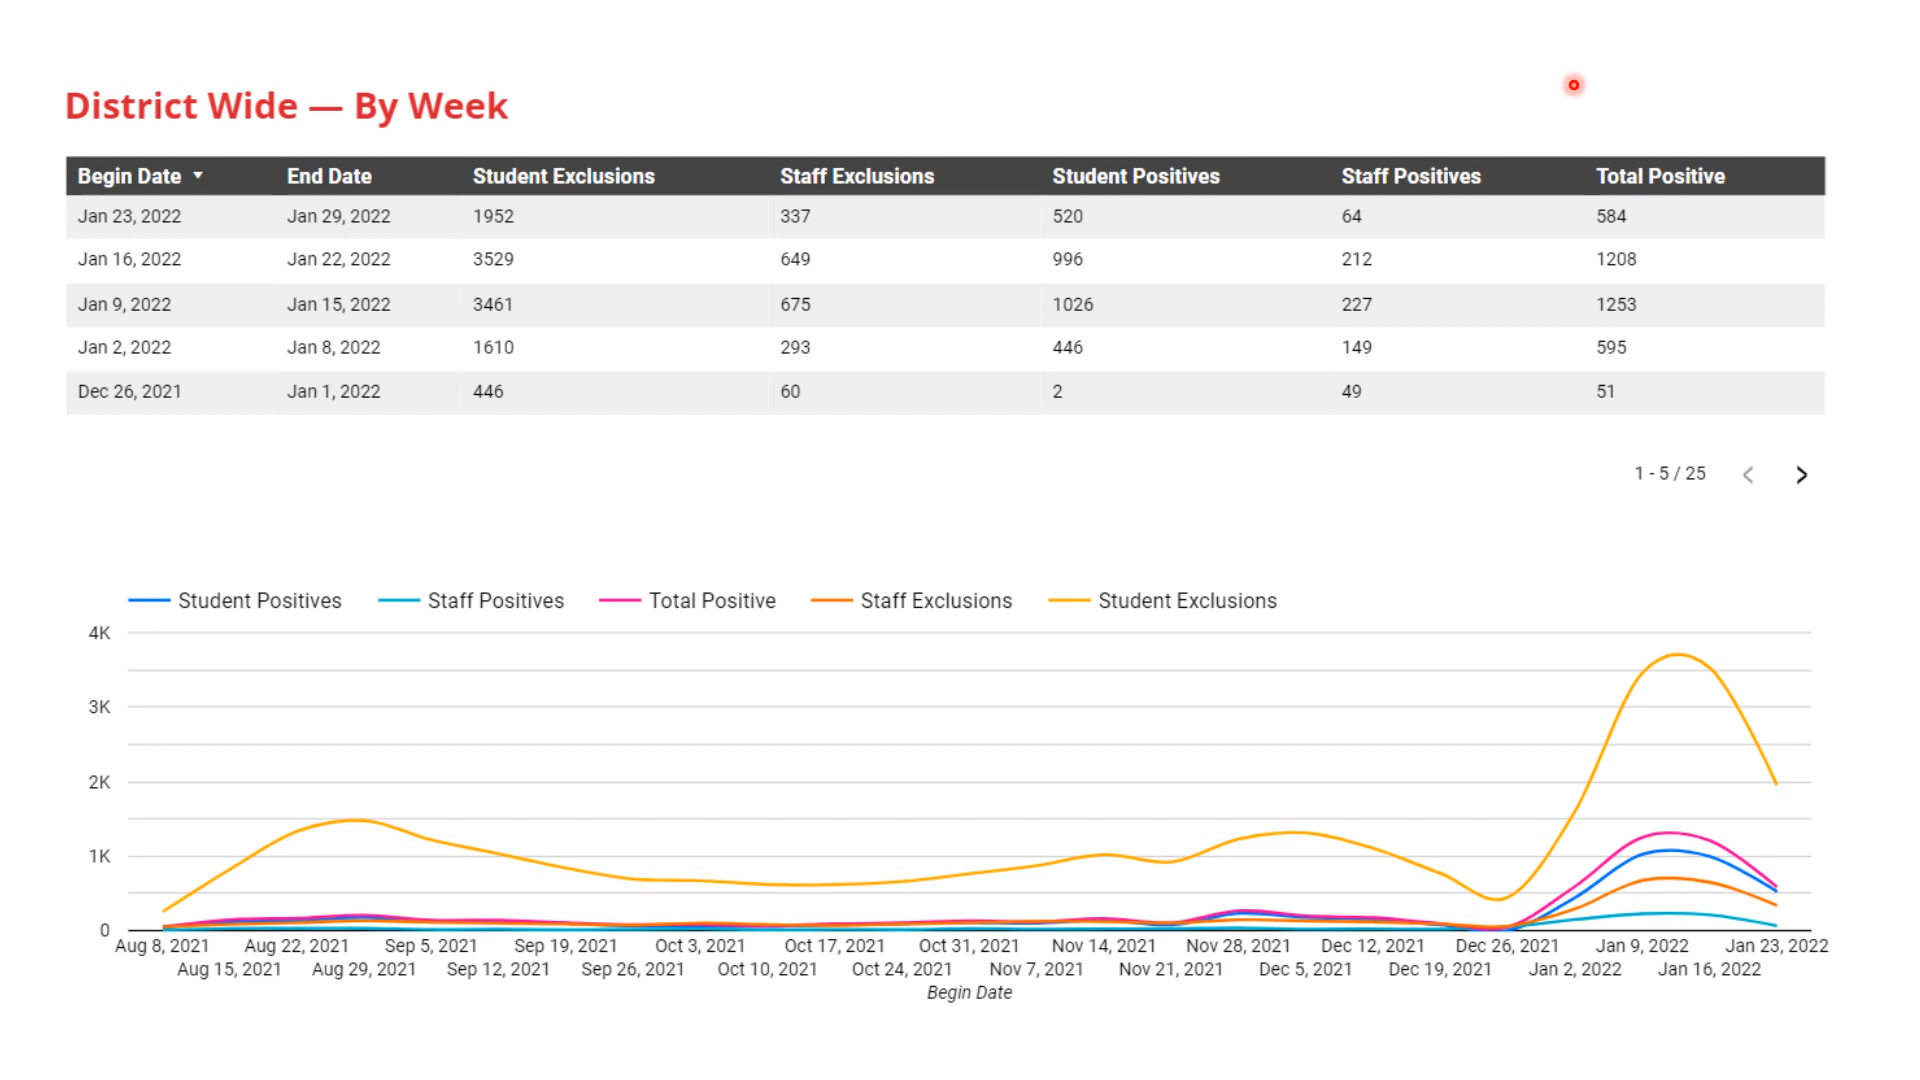 District Wide — By Week
Begin Date End Date Student Exclusions Staff Exclusions Student Positives Staff Positives Total Positive
Jan 23, 2022 Jan 29, 2022 1952 337 520 64 584
Jan 16, 2022 Jan 22, 2022 3529 649 996 212 1208
Jan 9, 2022 Jan 15, 2022 3461 675 1026 227 1253
Jan 2, 2022 Jan 8, 2022 1610 293 446 149 595
Dec 26, 2021 Jan 1, 2022 446 60 2 49 51
1 - 5 / 25
Student Positives Staff Positives Total Positive Staff Exclusions Student Exclusions
4K
3K
2K
1K
0
Aug 8, 2021 Aug 22, 2021 Sep 5, 2021 Sep 19, 2021 Oct 3, 2021 Oct 17, 2021 Oct 31, 2021 Nov 14, 2021 Nov 28, 2021 Dec 12, 2021 Dec 26, 2021 Jan 9, 2022 Jan 23, 2022
Aug 15, 2021 Aug 29, 2021 Sep 12, 2021 Sep 26, 2021 Oct 10, 2021 Oct 24, 2021 Nov 7, 2021 Nov 21, 2021 Dec 5, 2021 Dec 19, 2021 Jan 2, 2022 Jan 16, 2022
Begin Date